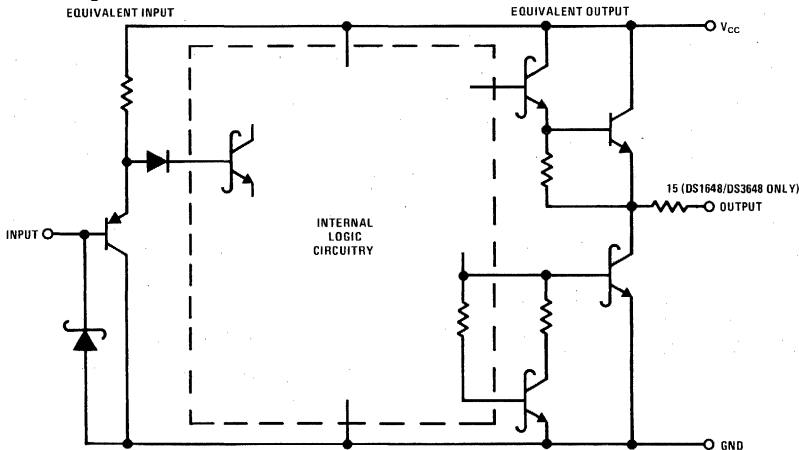 EQUIVALENT INPUT
EQUIVALENT OUTPUT
VCC
15 (DS1648/DS3648 ONLY)
OUTPUT
INPUT
INTERNAL
LOGIC
CIRCUITRY
GND